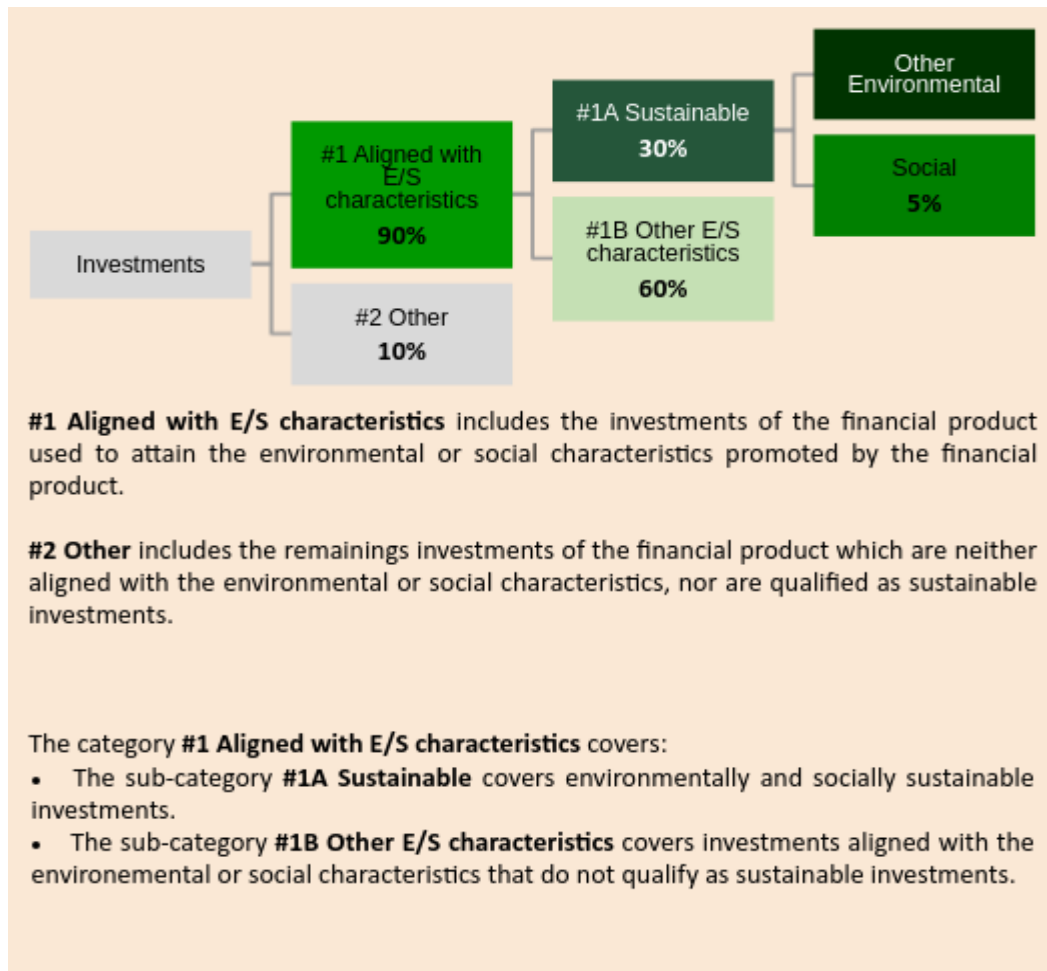 Other
Environmental
#1A Sustainable
30%
#1 Aligned with
E/S
characteristics
90%
Social
5%
#1B Other E/S
characteristics
60%
Investments
#2 Other
10%
#1 Aligned with E/S characteristics includes the investments of the financial product
used to attain the environmental or social characteristics promoted by the financial
product.
#2 Other includes the remainings investments of the financial product which are neither
aligned with the environmental or social characteristics, nor are qualified as sustainable
investments.
The category #1 Aligned with E/S characteristics covers:
• The sub-category #1A Sustainable covers environmentally and socially sustainable
investments.
• The sub-category #1B Other E/S characteristics covers investments aligned with the
environemental or social characteristics that do not qualify as sustainable investments.